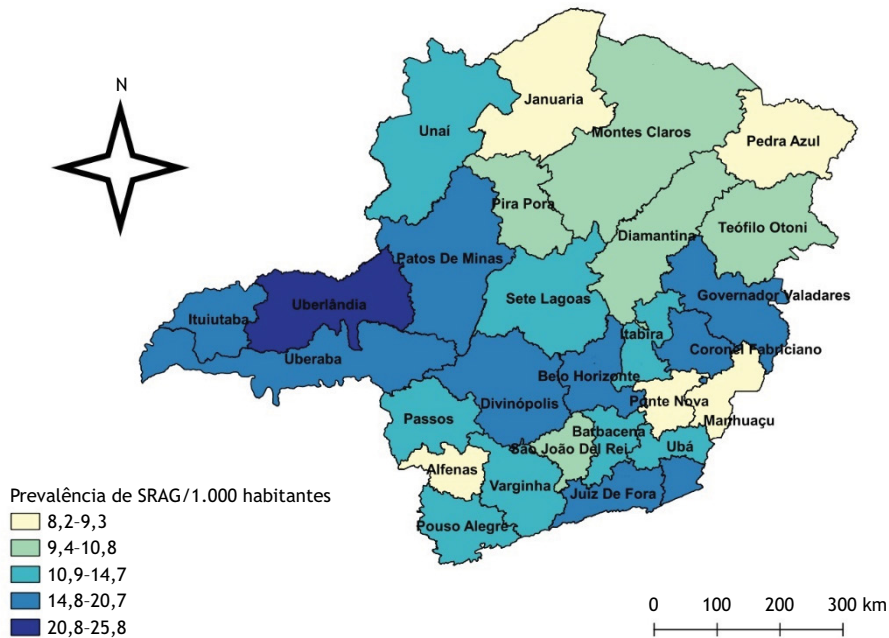 N
Januaria
Unaí
Montes Claros
Pedra Azul
Pira Pora
Teófilo Otoni
Diamantina
Patos De Minas
Sete Lagoas
Governador Valadares
Uberlândia
Ituiutaba
Itabira
Coronel Fabriciano
Uberaba
Belo Horizonte
Divinópolis
Ponte Nova
Passos
Manhuaçu
Barbacena
São João Del Rei
Ubá
Alfenas
Varginha
Juiz De Fora
Pouso Alegre
Prevalência de SRAG/1.000 habitantes
8,2–9,3
9,4–10,8
10,9–14,7
14,8–20,7
20,8–25,8
0 100 200 300 km